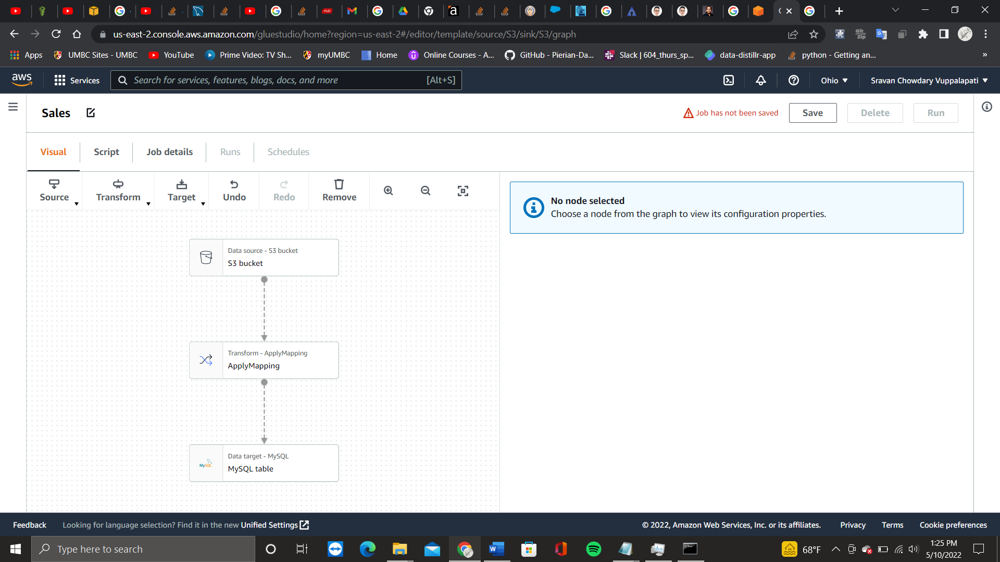 us-east-2.console.aws.amazon.com/gluestudio/home?region=us-east-2#/editor/template/source/S3/sink/S3/graph
Apps UMBC Sites - UMBC YouTube Prime Video: TV Sh... myUMBC Home Online Courses - A... GitHub - Pierian-Da... Slack | 604_thurs_sp... data-distillr-app python - Getting an... »
aws Services Search for services, features, blogs, docs, and more [Alt+S] Ohio Sravan Chowdary Vuppalapati
Sales Job has not been saved Save Delete Run
Visual Script Job details Runs Schedules
Source Transform Target Undo Redo Remove
No node selected
Choose a node from the graph to view its configuration properties.
Data source - S3 bucket
S3 bucket
Transform - ApplyMapping
ApplyMapping
MySQL
Data target - MySQL
MySQL table
Feedback Looking for language selection? Find it in the new Unified Settings © 2022, Amazon Web Services, Inc. or its affiliates. Privacy Terms Cookie preferences
Type here to search 68°F 1:25 PM
5/10/2022